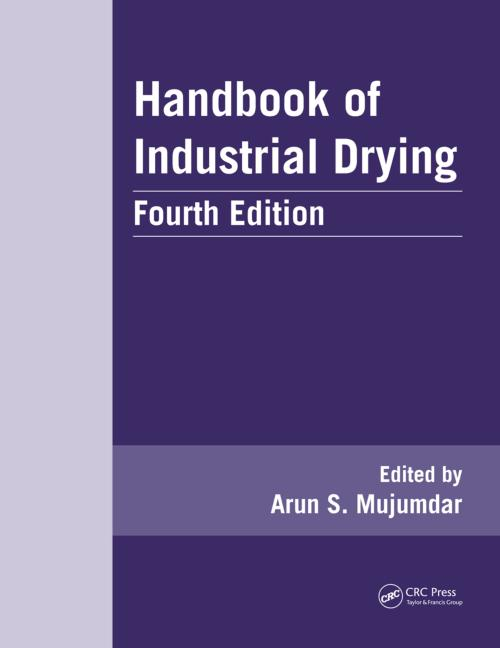 Handbook of
Industrial Drying
Fourth Edition
Edited by
Arun S. Mujumdar
CRC CRC Press
Taylor & Francis Group